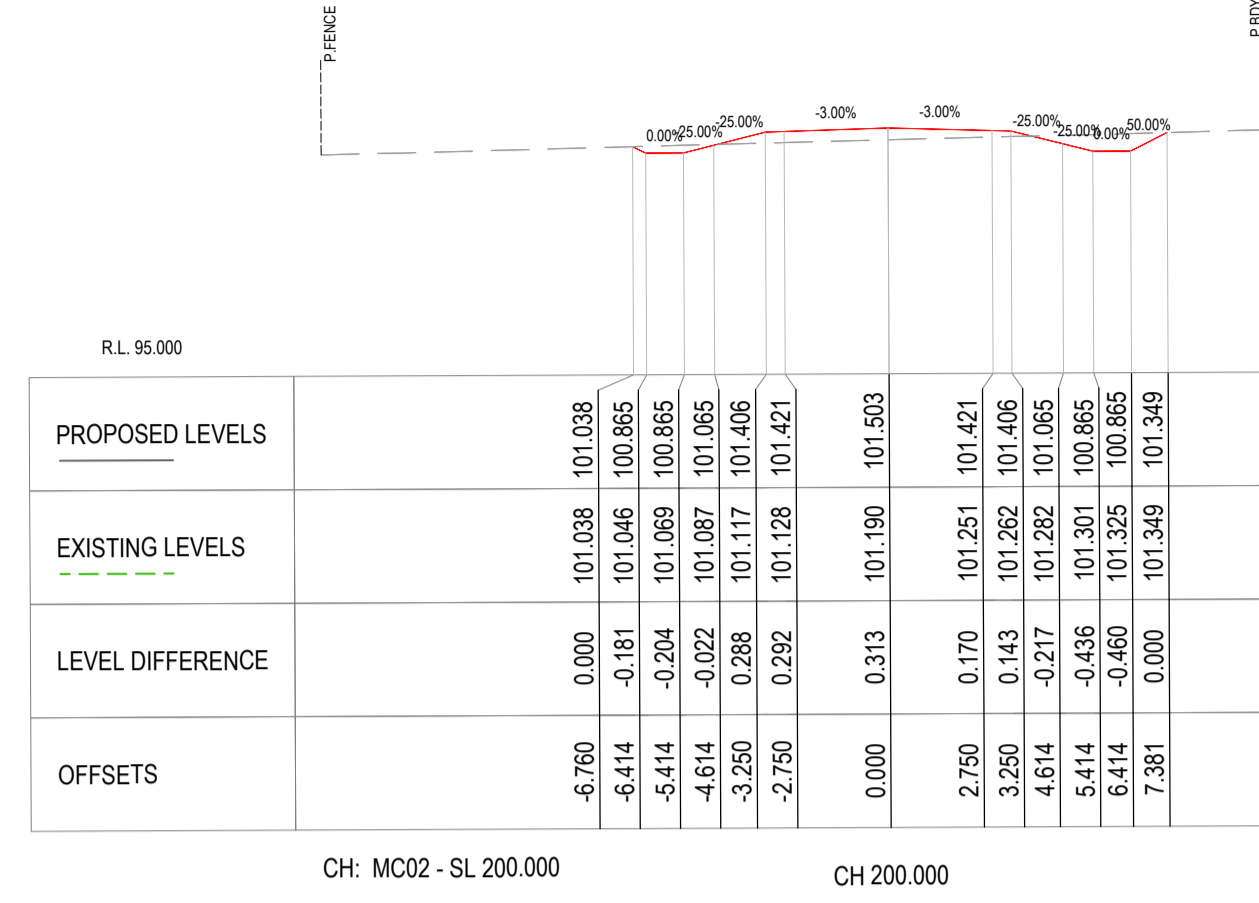 P.FENCE
P.BDY
0.00%
-25.00%
-25.00%
-3.00%
-3.00%
-25.00%
-25.00%
0.00%
50.00%
R.L. 95.000
PROPOSED LEVELS 101.038 100.865 100.865 101.065 101.406 101.421 101.503 101.421 101.406 101.065 100.865 100.865 101.349
EXISTING LEVELS 101.038 101.046 101.069 101.087 101.117 101.128 101.190 101.251 101.262 101.282 101.301 101.325 101.349
LEVEL DIFFERENCE 0.000 -0.181 -0.204 -0.022 0.288 0.292 0.313 0.170 0.143 -0.217 -0.436 -0.460 0.000
OFFSETS -6.760 -6.414 -5.414 -4.614 -3.250 -2.750 0.000 2.750 3.250 4.614 5.414 6.414 7.381
CH: MC02 - SL 200.000
CH 200.000